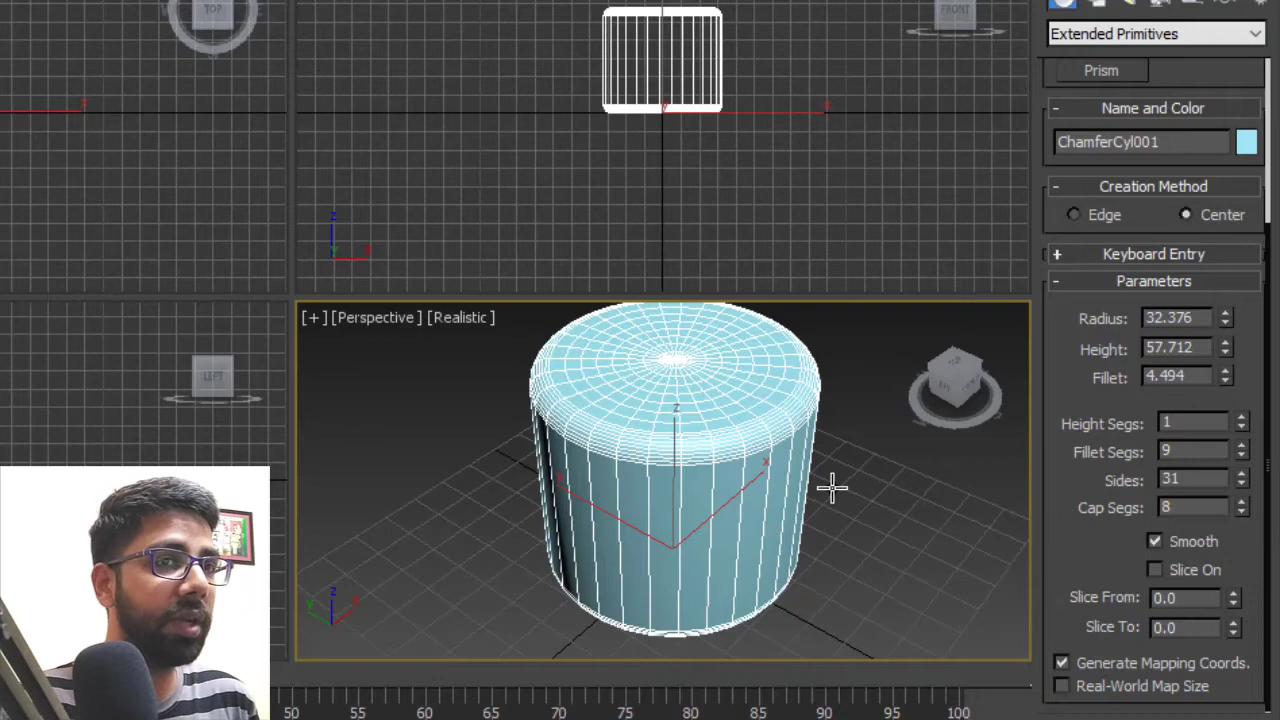 TOP
FRONT
Extended Primitives
Prism
x
y
x
- Name and Color
ChamferCyl001
- Creation Method
Edge Center
z
x
+ Keyboard Entry
- Parameters
[+] [Perspective ] [Realistic ]
Radius: 32.376
Height: 57.712
Fillet: 4.494
LEFT
z
x
Height Segs: 1
Fillet Segs: 9
Sides: 31
Cap Segs: 8
Smooth
Slice On
Slice From: 0.0
Slice To: 0.0
z
y x
Generate Mapping Coords.
Real-World Map Size
50 55 60 65 70 75 80 85 90 95 100